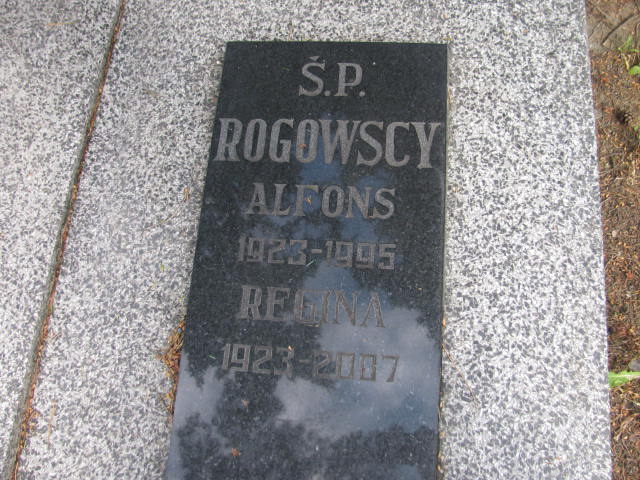 Ś.P.
ROGOWSCY
ALFONS
1923-1995
REGINA
1923-2007